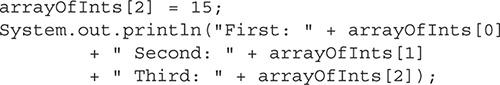 arrayOfInts[2] = 15;
System.out.println("First: " + arrayOfInts[0]
        + " Second: " + arrayOfInts[1]
        + " Third: " + arrayOfInts[2]);